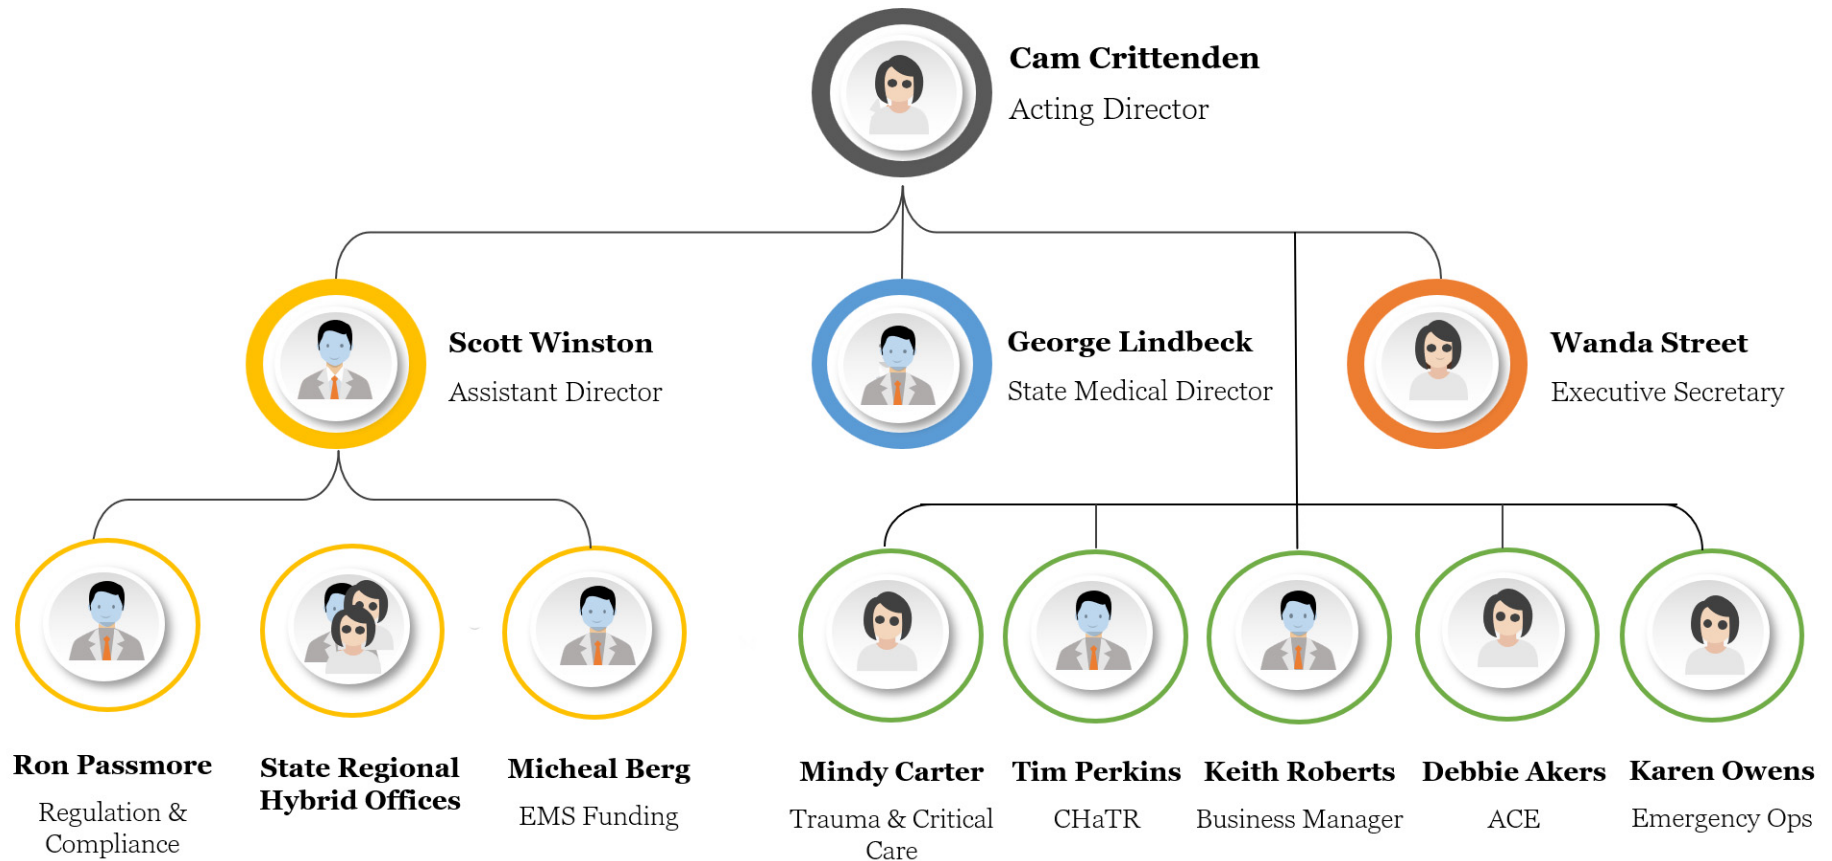 Cam Crittenden
Acting Director
Scott Winston
Assistant Director
George Lindbeck
State Medical Director
Wanda Street
Executive Secretary
Ron Passmore
Regulation &
Compliance
State Regional
Hybrid Offices
Micheal Berg
EMS Funding
Mindy Carter
Trauma & Critical
Care
Tim Perkins
CHaTR
Keith Roberts
Business Manager
Debbie Akers
ACE
Karen Owens
Emergency Ops